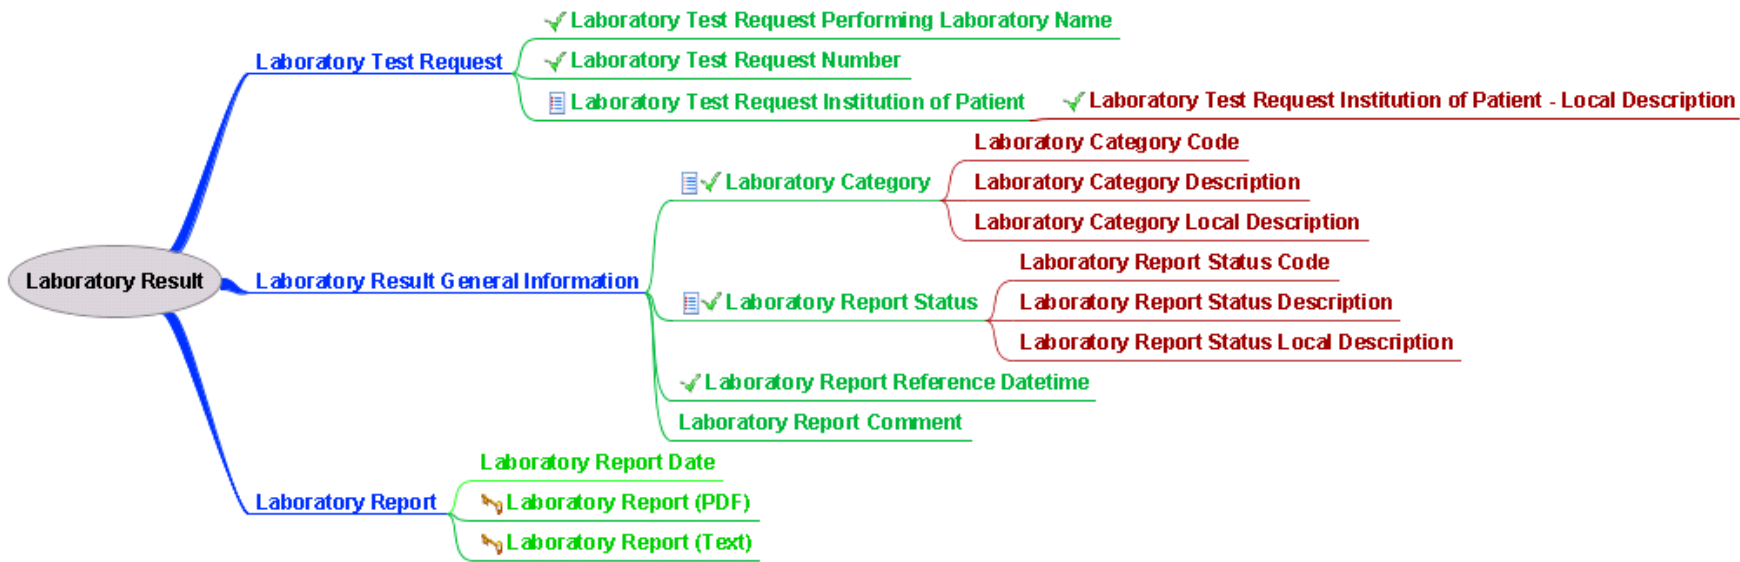 Laboratory Test Request Performing Laboratory Name
Laboratory Test Request
Laboratory Test Request Number
Laboratory Test Request Institution of Patient
Laboratory Test Request Institution of Patient - Local Description
Laboratory Category Code
Laboratory Category
Laboratory Category Description
Laboratory Category Local Description
Laboratory Report Status Code
Laboratory Result
Laboratory Result General Information
Laboratory Report Status
Laboratory Report Status Description
Laboratory Report Status Local Description
Laboratory Report Reference Datetime
Laboratory Report Comment
Laboratory Report Date
Laboratory Report
Laboratory Report (PDF)
Laboratory Report (Text)